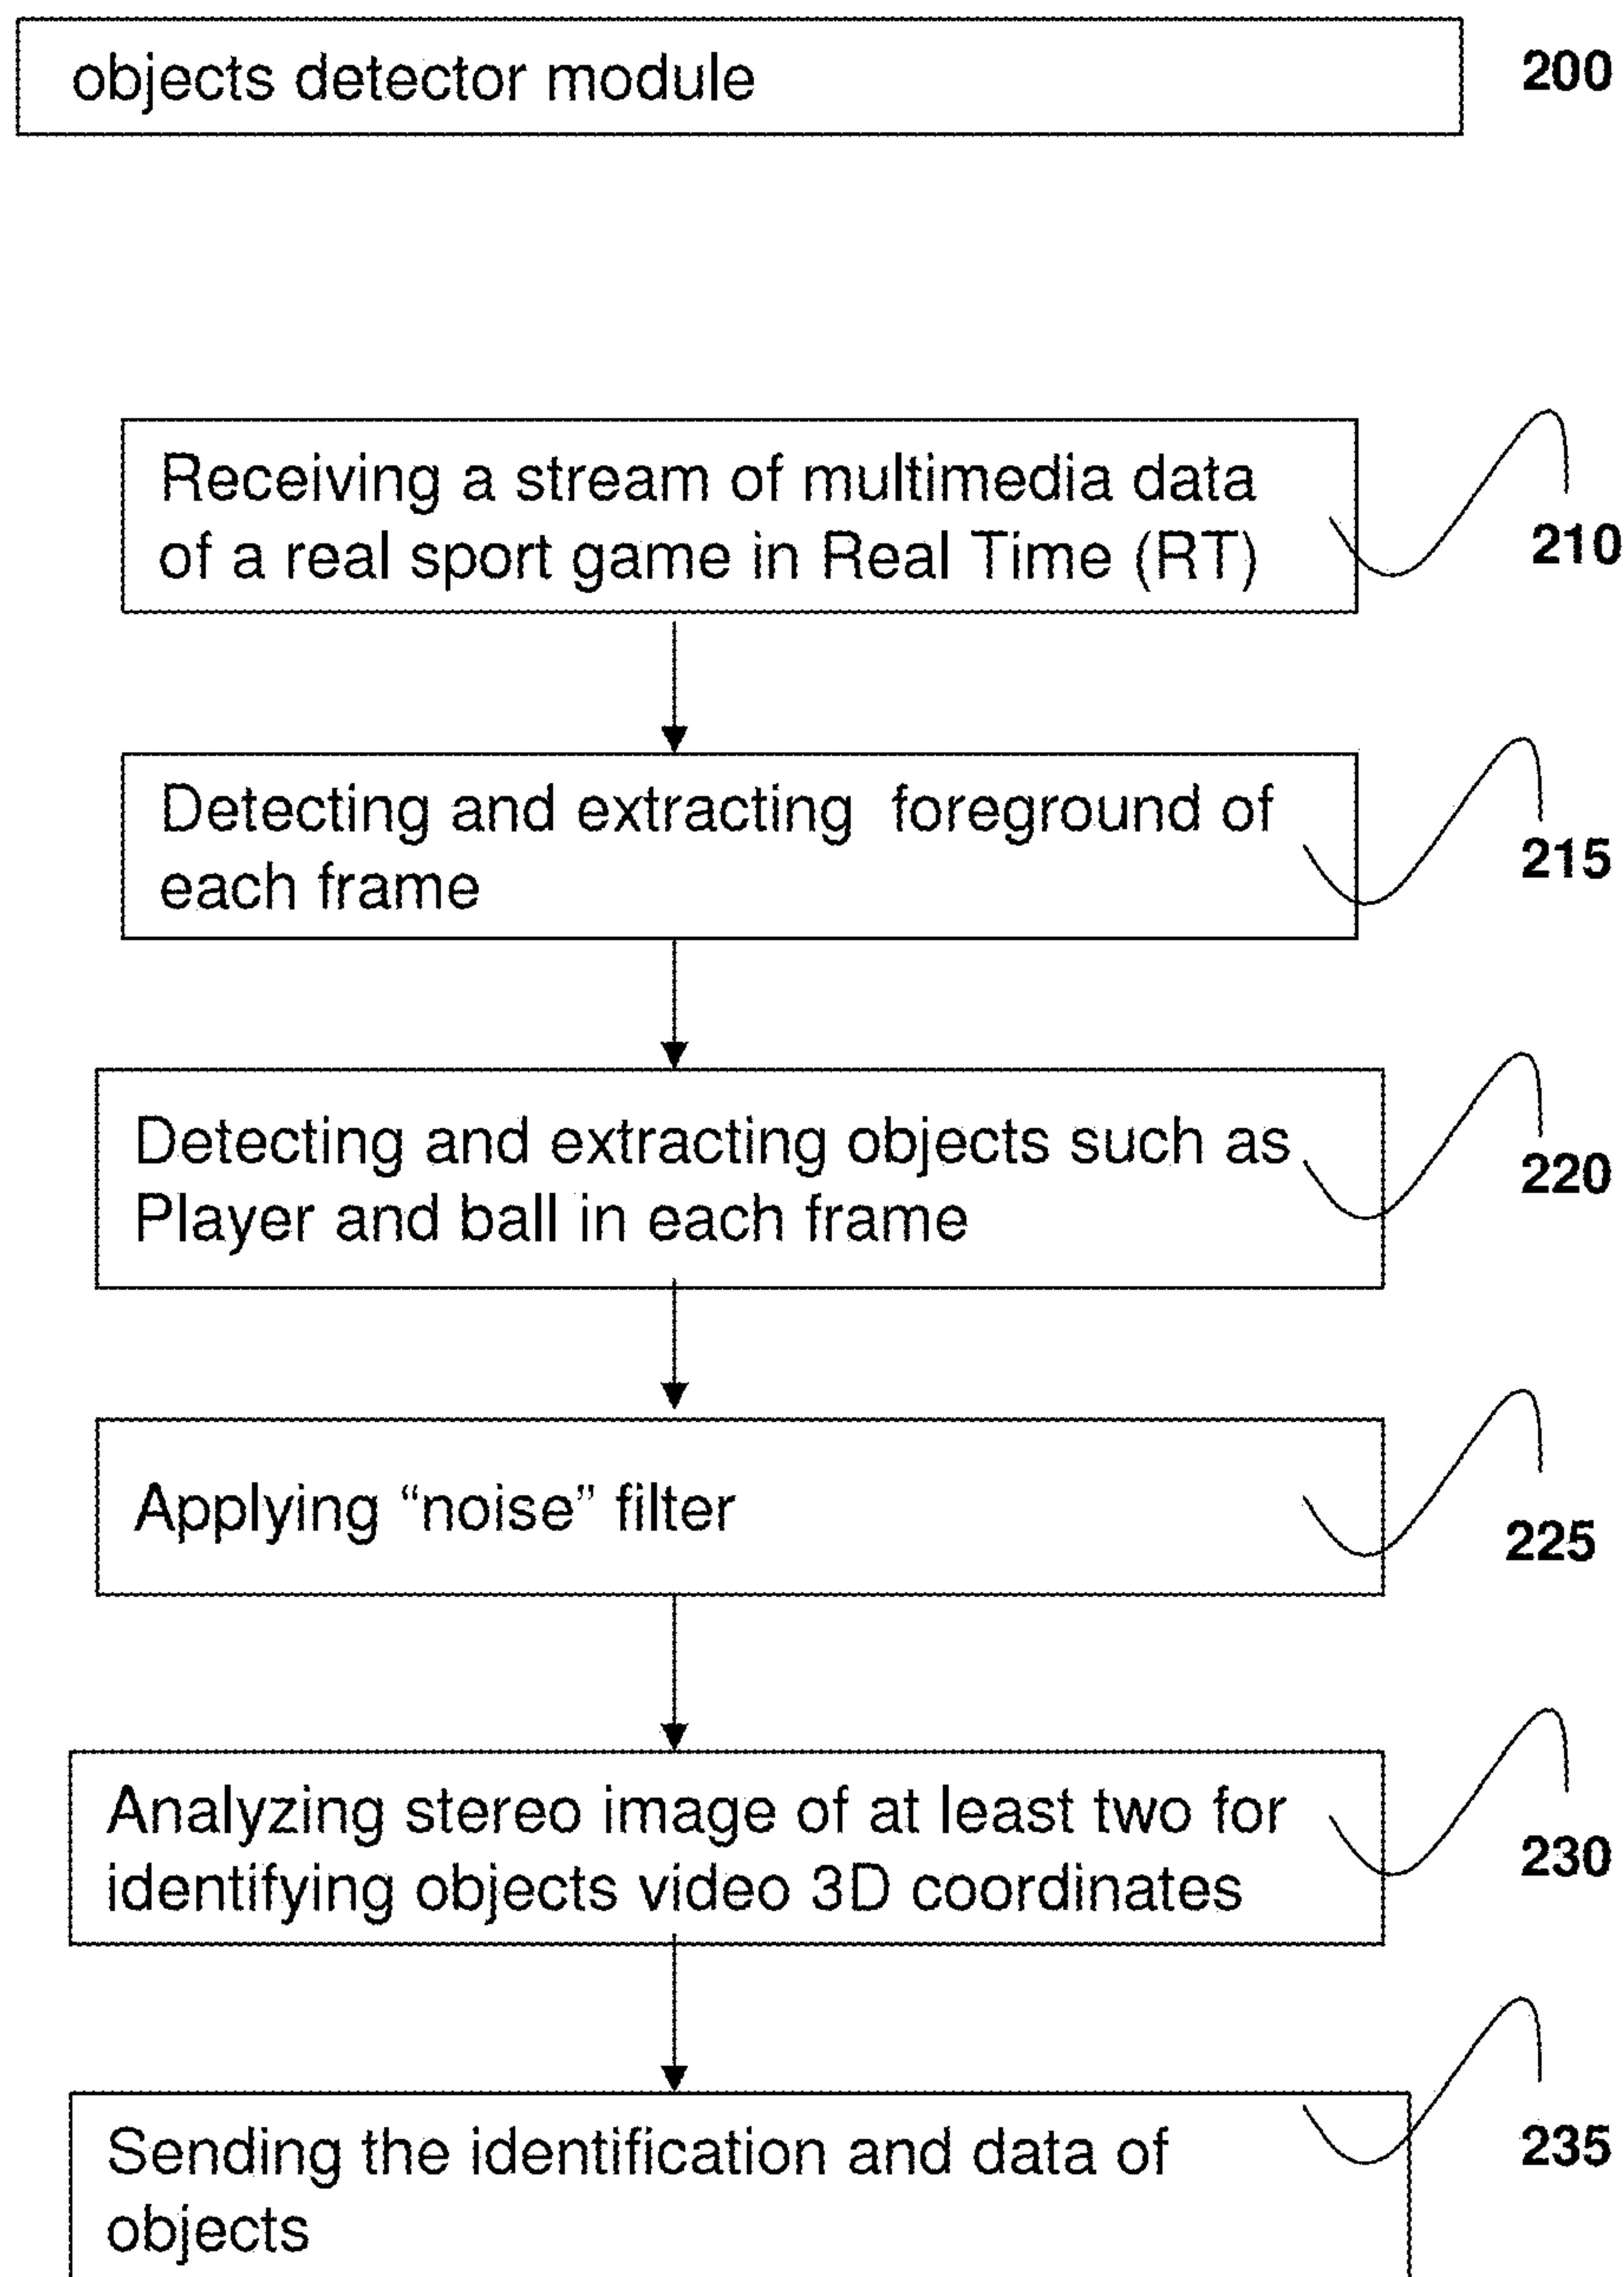 objects detector module
200
Receiving a stream of multimedia data
of a real sport game in Real Time (RT)
210
Detecting and extracting foreground of
each frame
215
Detecting and extracting objects such as
Player and ball in each frame
220
Applying “noise” filter
225
Analyzing stereo image of at least two for
identifying objects video 3D coordinates
230
Sending the identification and data of
objects
235